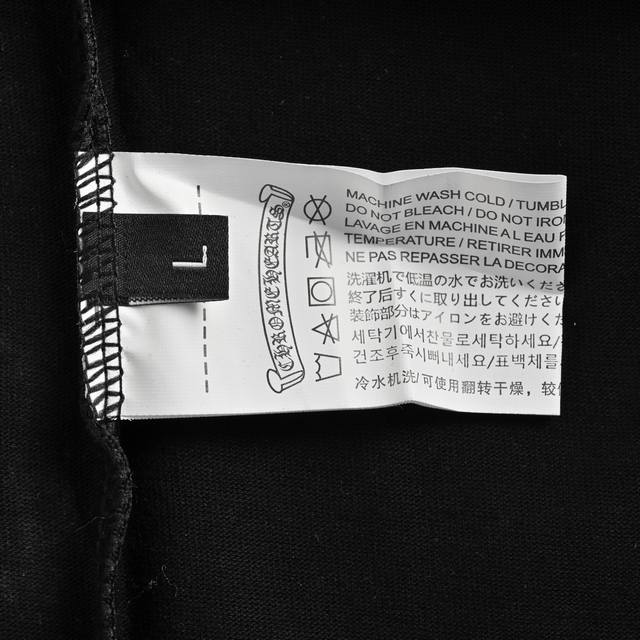 L
CHROME HEARTS®
MACHINE WASH COLD / TUMBL
DO NOT BLEACH / DO NOT IRO
LAVAGE EN MACHINE A L EAU F
TEMPERATURE / RETIRER IMM
NE PAS REPASSER LA DECORA
洗濯机で低温の水でお洗いくださ
終了后すぐに取り出してください
装飾部分はアイロンをお避けくだ
세탁기에서찬물로세탁하세요/
건조후즉시빼내세요/표백체를
冷水机洗/可使用翻转干燥，较